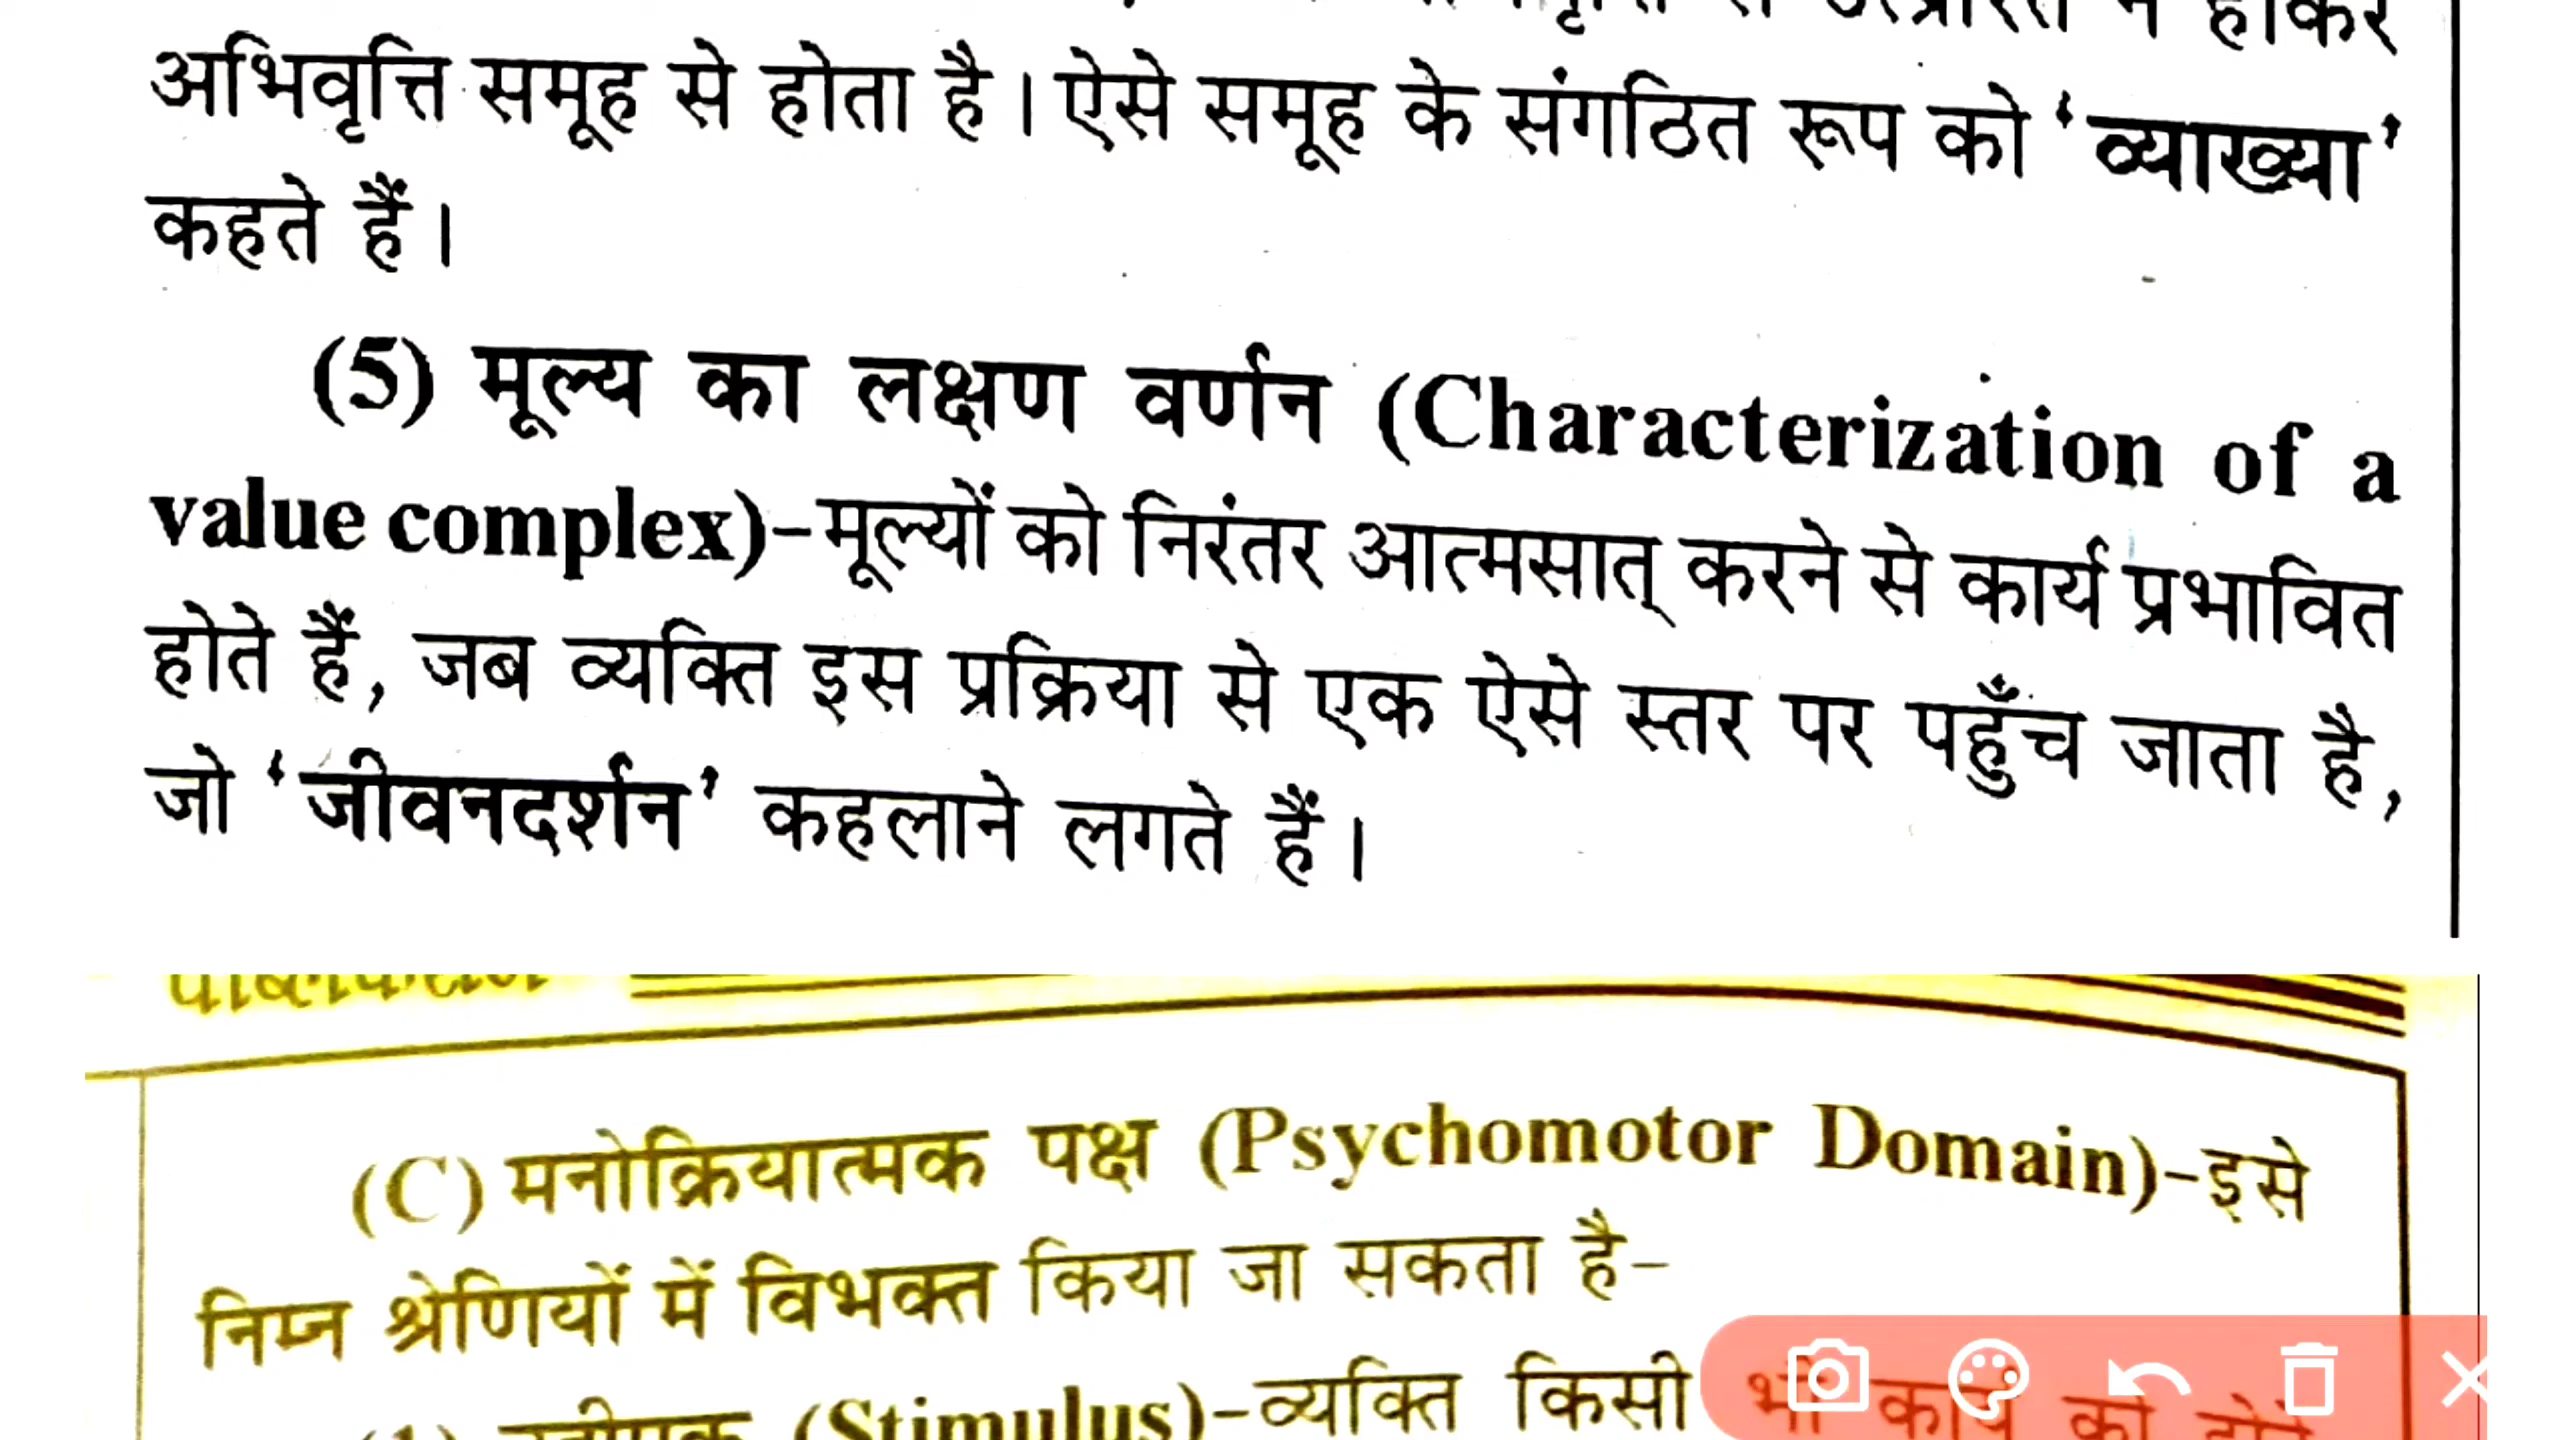 होकर
अभिवृत्ति समूह से होता है। ऐसे समूह के संगठित रूप को ‘व्याख्या’
कहते हैं।
(5) मूल्य का लक्षण वर्णन (Characterization of a
value complex)-मूल्यों को निरंतर आत्मसात् करने से कार्य प्रभावित
होते हैं, जब व्यक्ति इस प्रक्रिया से एक ऐसे स्तर पर पहुँच जाता है,
जो ‘जीवनदर्शन’ कहलाने लगते हैं।
(C) मनोक्रियात्मक पक्ष (Psychomotor Domain)-इसे
निम्न श्रेणियों में विभक्त किया जा सकता है-
(Stimulus)-व्यक्ति किसी भी कार्य को